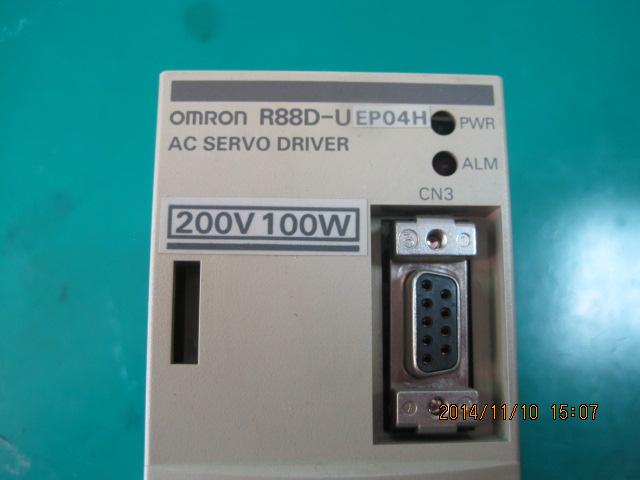 omron R88D-UEP04H
PWR
AC SERVO DRIVER
ALM
CN3
200V 100W
2014/11/10 15:07